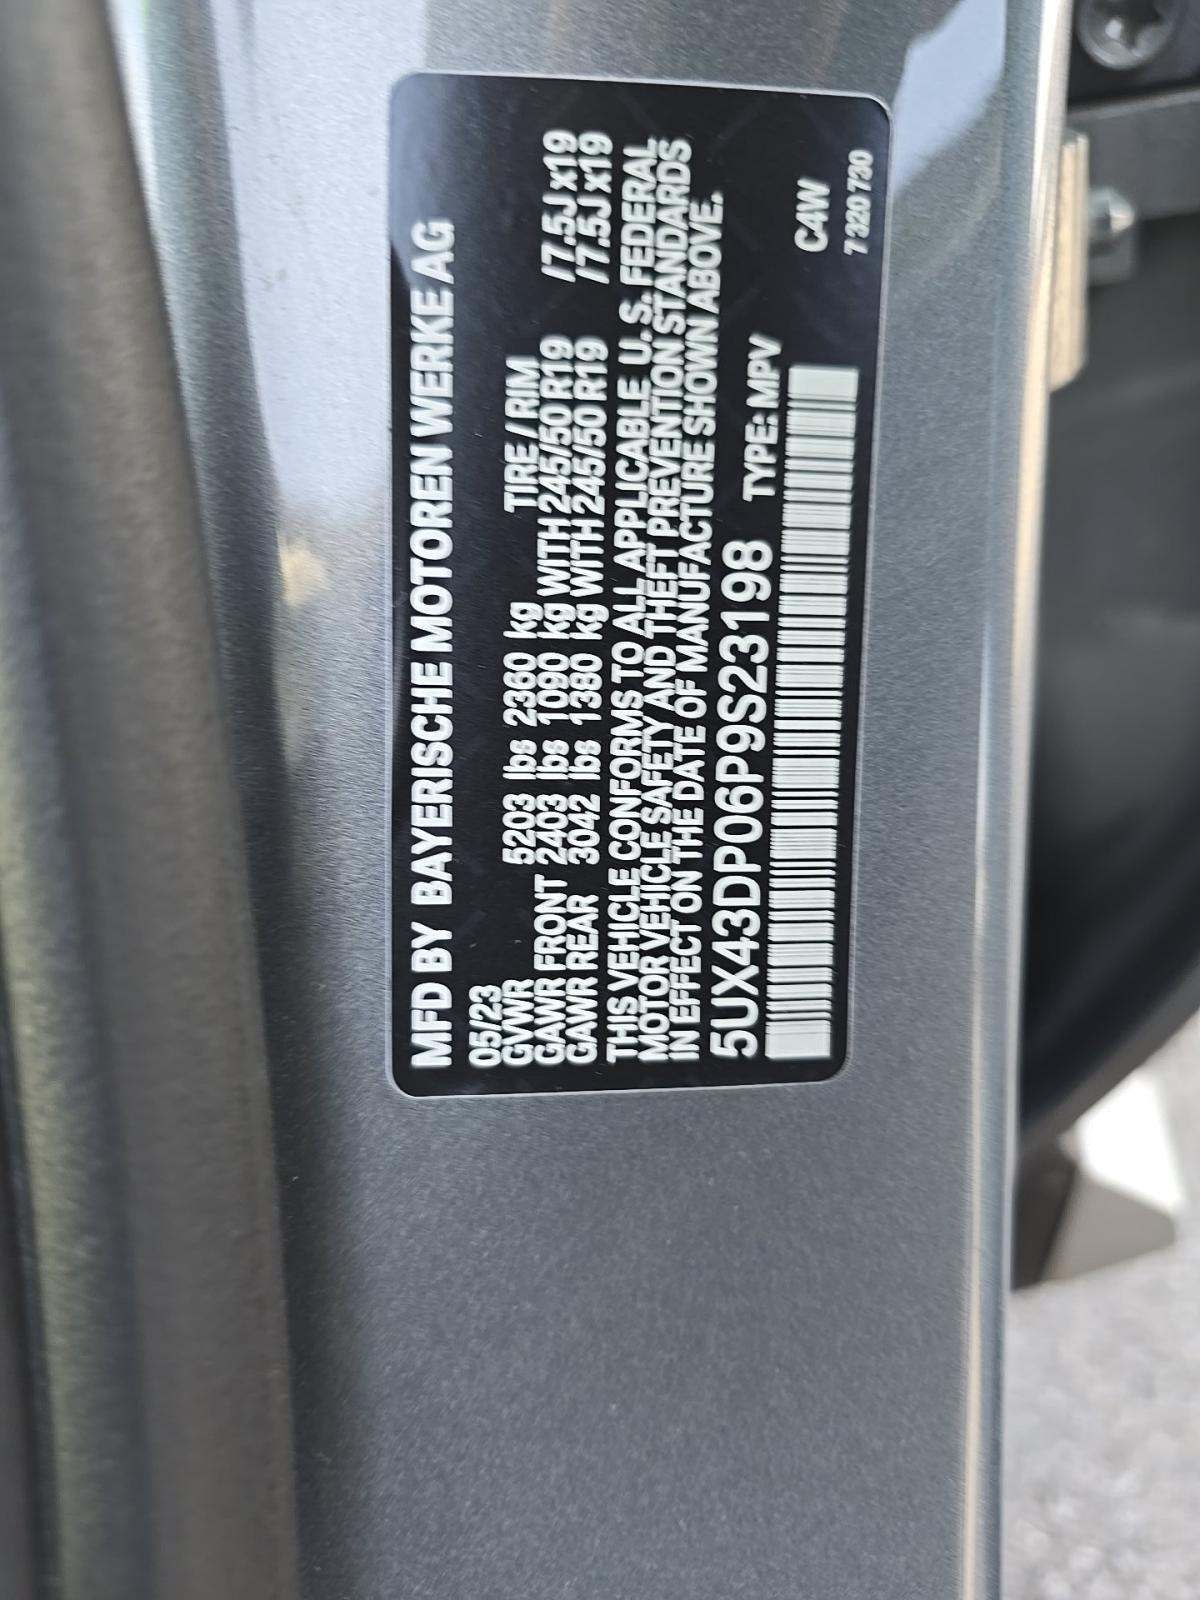 MFD BY BAYERISCHE MOTOREN WERKE AG
05/23
GVWR 5203 lbs 2360 kg TIRE / RIM
GAWR FRONT 2403 lbs 1090 kg WITH 245/50 R19 /7.5J x19
GAWR REAR 3042 lbs 1380 kg WITH 245/50 R19 /7.5J x19
THIS VEHICLE CONFORMS TO ALL APPLICABLE U. S. FEDERAL
MOTOR VEHICLE SAFETY AND THEFT PREVENTION STANDARDS
IN EFFECT ON THE DATE OF MANUFACTURE SHOWN ABOVE.
5UX43DP06P9S23198 TYPE: MPV
C4W
7 320 730